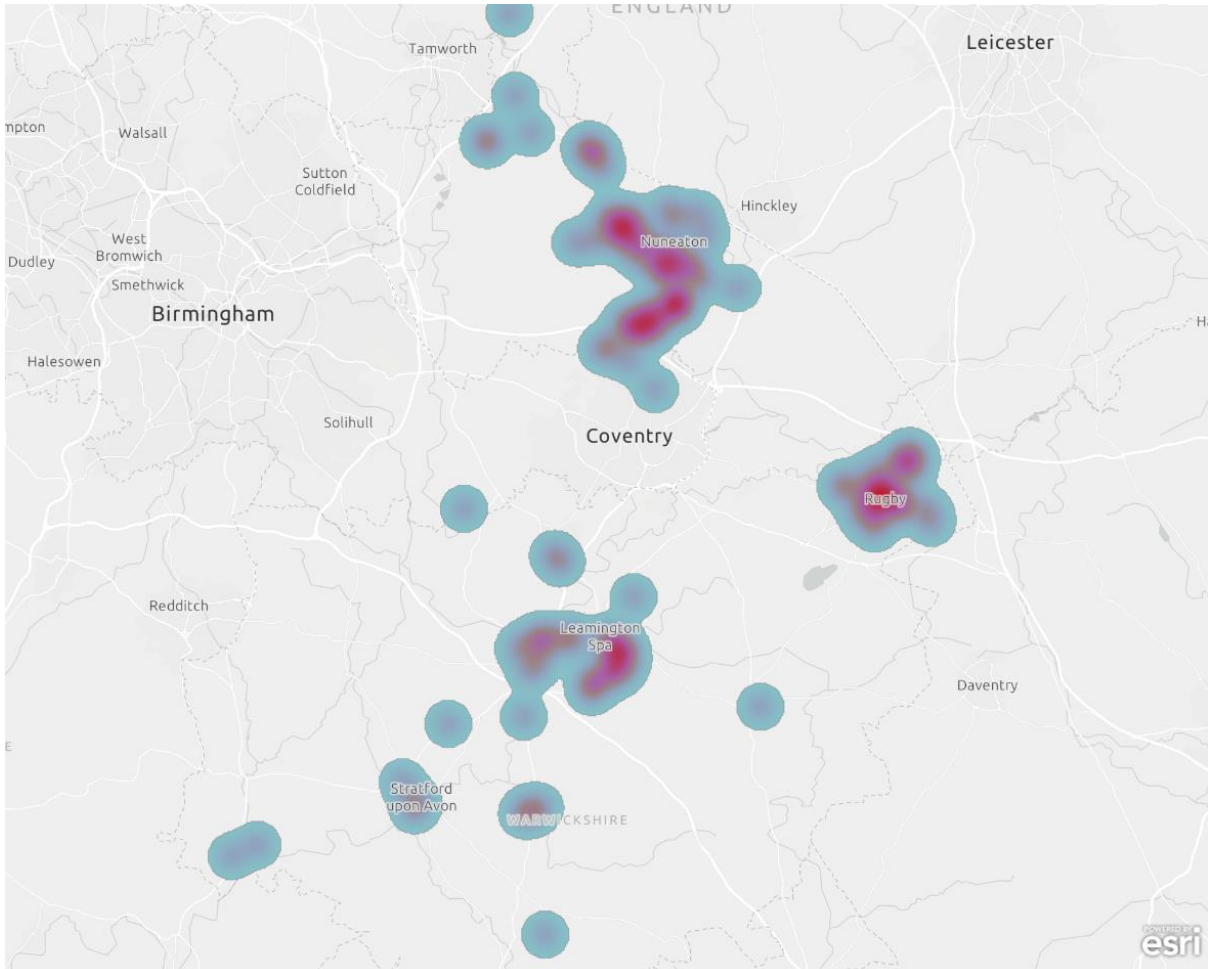 ENGLAND
Tamworth
Leicester
mpton
Walsall
Sutton
Coldfield
Hinckley
West
Bromwich
Nuneaton
Dudley
Smethwick
Birmingham
Ha
Halesowen
Solihull
Coventry
Rugby
Redditch
Leamington
Spa
Daventry
E
Stratford
upon Avon
WARWICKSHIRE
POWERED BY
esri